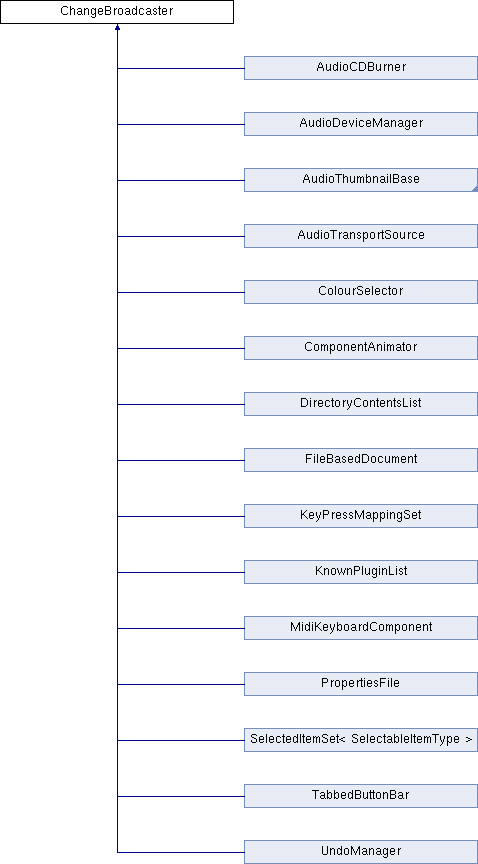 ChangeBroadcaster
AudioCDBurner
AudioDeviceManager
AudioThumbnailBase
AudioTransportSource
ColourSelector
ComponentAnimator
DirectoryContentsList
FileBasedDocument
KeyPressMappingSet
KnownPluginList
MidiKeyboardComponent
PropertiesFile
SelectedItemSet< SelectableItemType >
TabbedButtonBar
UndoManager